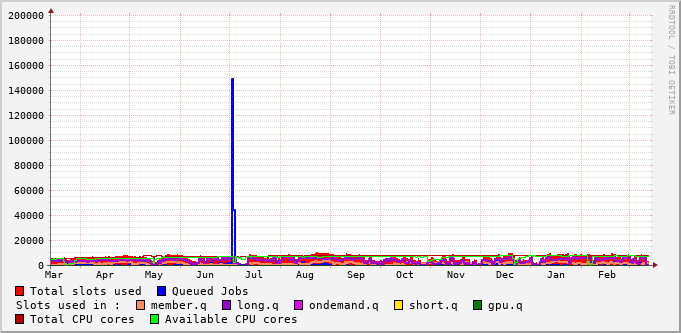 200000
180000
160000
140000
120000
100000
80000
60000
40000
20000
0
Mar Apr May Jun Jul Aug Sep Oct Nov Dec Jan Feb
Total slots used Queued Jobs
Slots used in : member.q long.q ondemand.q short.q gpu.q
Total CPU cores Available CPU cores
RRDTOOL / TOBI OETIKER